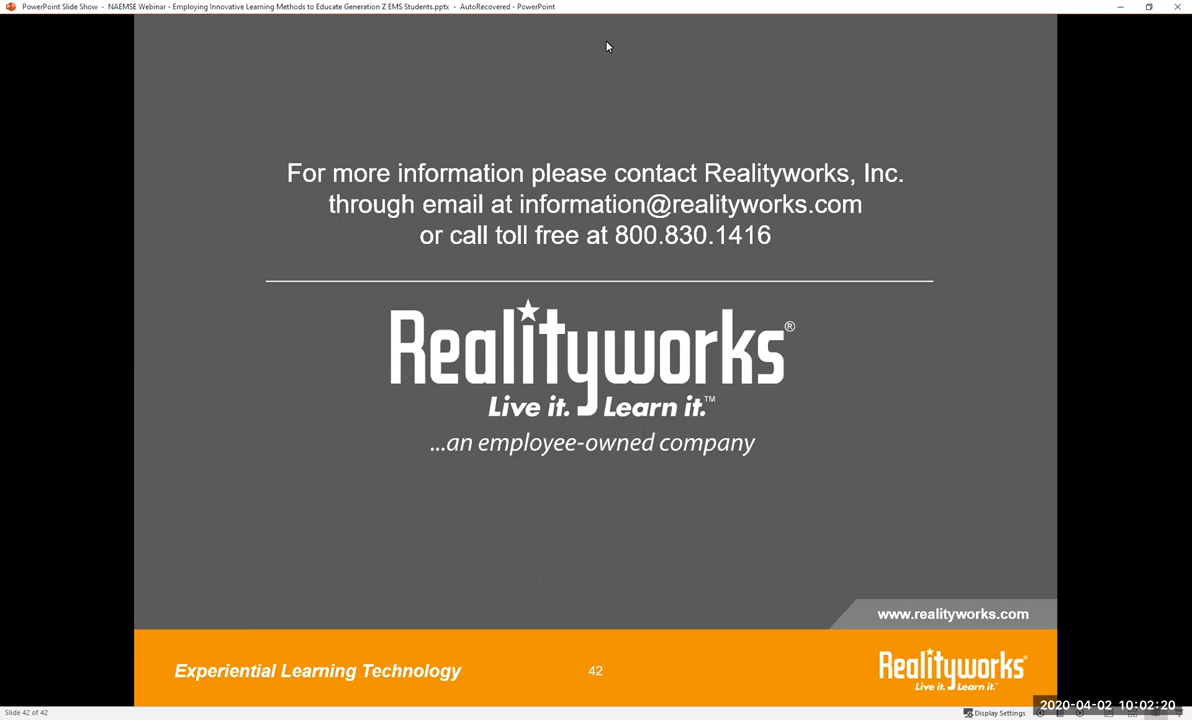 PowerPoint Slide Show - NAEMSE Webinar - Employing Innovative Learning Methods to Educate Generation Z EMS Students.pptx - AutoRecovered - PowerPoint
For more information please contact Realityworks, Inc.
through email at information@realityworks.com
or call toll free at 800.830.1416
Realityworks®
Live it. Learn it.™
...an employee-owned company
www.realityworks.com
Experiential Learning Technology
42
Realityworks®
Live it. Learn it.™
2020-04-02 10:02:20
Slide 42 of 42
Display Settings